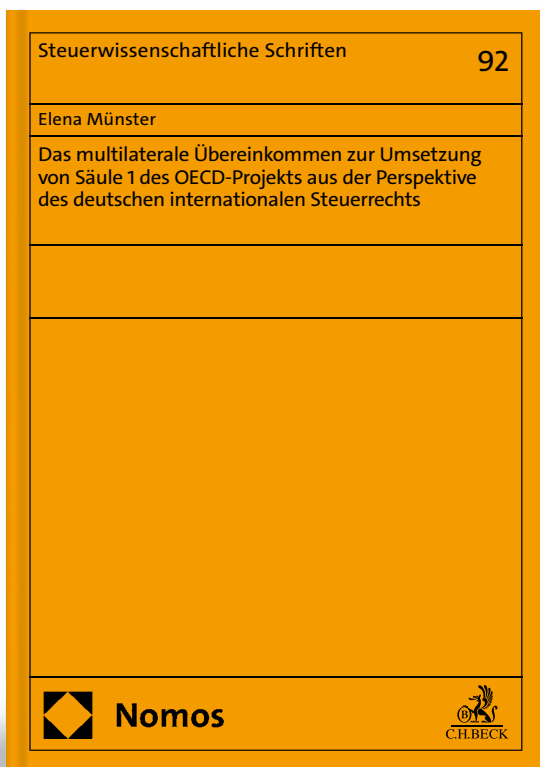 Steuerwissenschaftliche Schriften
92
Elena Münster
Das multilaterale Übereinkommen zur Umsetzung
von Säule 1 des OECD-Projekts aus der Perspektive
des deutschen internationalen Steuerrechts
Nomos
B
C.H.BECK